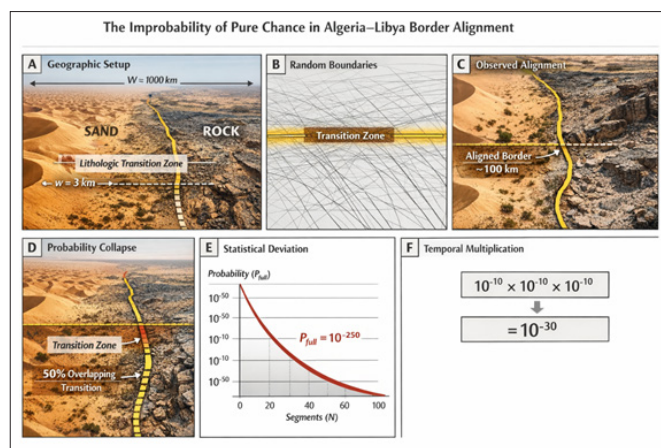 The Improbability of Pure Chance in Algeria–Libya Border Alignment
A Geographic Setup
W = 1000 km
SAND
ROCK
Lithologic Transition Zone
w = 3 km
B Random Boundaries
Transition Zone
C Observed Alignment
Aligned Border
~100 km
D Probability Collapse
Transition Zone
50% Overlapping
Transition
E Statistical Deviation
Probability (P_full)
10⁻⁵⁰
10⁻⁵⁰
10⁻¹⁰
10⁻¹⁰
10⁻⁵⁰
P_full = 10⁻²⁵⁰
0 20 20 40 60 100
Segments (N)
F Temporal Multiplication
10⁻¹⁰ × 10⁻¹⁰ × 10⁻¹⁰
= 10⁻³⁰